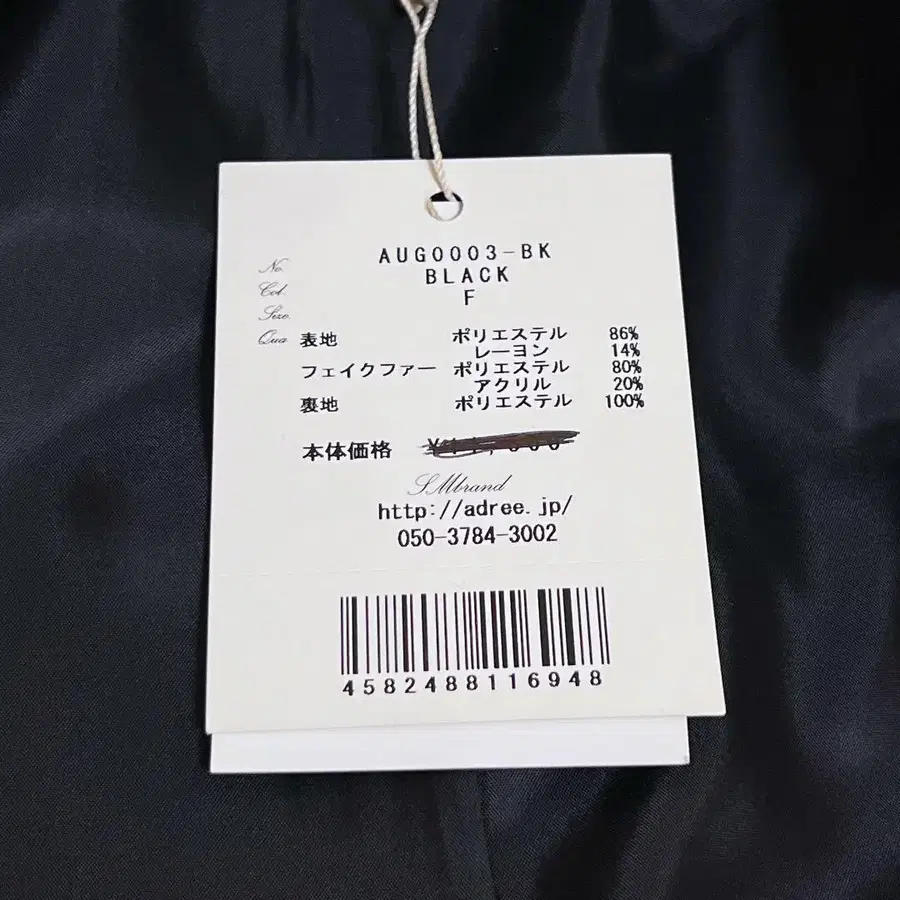 No. AUG0003-BK
Col. BLACK
Size. F
Qua 表地 ポリエステル 86%
レーヨン 14%
フェイクファー ポリエステル 80%
アクリル 20%
裏地 ポリエステル 100%
本体価格
SMbrand
http://adree.jp/
050-3784-3002
4582488116948